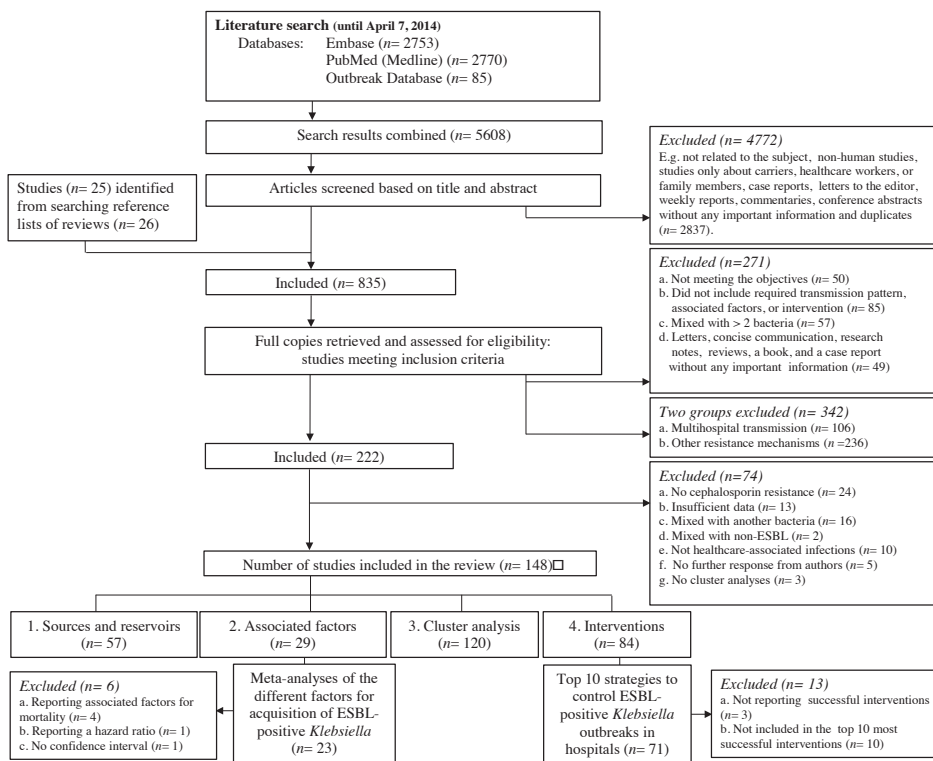 Literature search (until April 7, 2014)
Databases: Embase (n= 2753)
PubMed (Medline) (n= 2770)
Outbreak Database (n= 85)
Search results combined (n= 5608)
Articles screened based on title and abstract
Studies (n= 25) identified
from searching reference
lists of reviews (n= 26)
Excluded (n= 4772)
E.g. not related to the subject, non-human studies,
studies only about carriers, healthcare workers, or
family members, case reports, letters to the editor,
weekly reports, commentaries, conference abstracts
without any important information and duplicates
(n= 2837).
Included (n= 835)
Excluded (n=271)
a. Not meeting the objectives (n= 50)
b. Did not include required transmission pattern,
associated factors, or intervention (n= 85)
c. Mixed with > 2 bacteria (n= 57)
d. Letters, concise communication, research
notes, reviews, a book, and a case report
without any important information (n= 49)
Full copies retrieved and assessed for eligibility:
studies meeting inclusion criteria
Two groups excluded (n= 342)
a. Multihospital transmission (n= 106)
b. Other resistance mechanisms (n =236)
Included (n= 222)
Excluded (n=74)
a. No cephalosporin resistance (n= 24)
b. Insufficient data (n= 13)
c. Mixed with another bacteria (n= 16)
d. Mixed with non-ESBL (n= 2)
e. Not healthcare-associated infections (n= 10)
f. No further response from authors (n= 5)
g. No cluster analyses (n= 3)
Number of studies included in the review (n= 148)□
1. Sources and reservoirs
(n= 57)
2. Associated factors
(n= 29)
3. Cluster analysis
(n= 120)
4. Interventions
(n= 84)
Excluded (n= 6)
a. Reporting associated factors for
mortality (n= 4)
b. Reporting a hazard ratio (n= 1)
c. No confidence interval (n= 1)
Meta-analyses of the
different factors for
acquisition of ESBL-
positive Klebsiella
(n= 23)
Top 10 strategies to
control ESBL-
positive Klebsiella
outbreaks in
hospitals (n= 71)
Excluded (n= 13)
a. Not reporting successful interventions
(n= 3)
b. Not included in the top 10 most
successful interventions (n= 10)